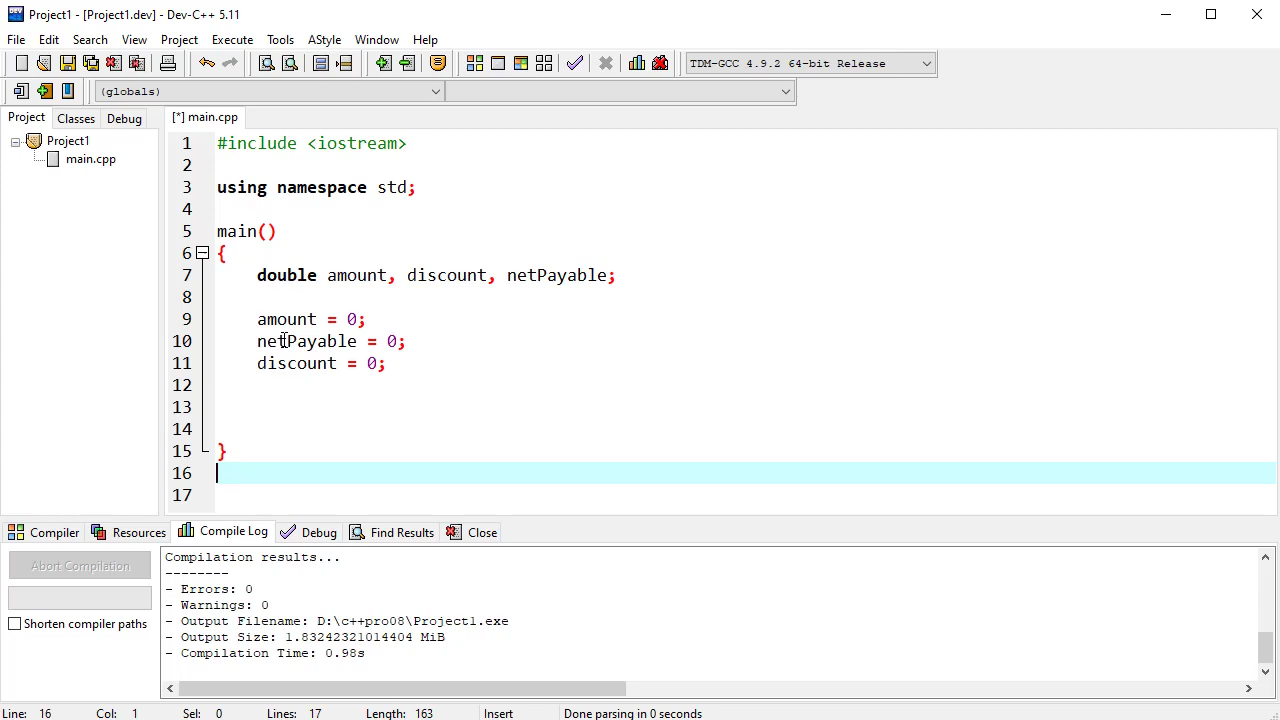 Project1 - [Project1.dev] - Dev-C++ 5.11
File Edit Search View Project Execute Tools AStyle Window Help
TDM-GCC 4.9.2 64-bit Release
(globals)
Project Classes Debug [*] main.cpp
Project1
main.cpp
1 #include <iostream>
2
3 using namespace std;
4
5 main()
6 {
7 double amount, discount, netPayable;
8
9 amount = 0;
10 netPayable = 0;
11 discount = 0;
12
13
14
15 }
16
17
Compiler Resources Compile Log Debug Find Results Close
Abort Compilation
Shorten compiler paths
Compilation results...
--------
- Errors: 0
- Warnings: 0
- Output Filename: D:\c++pro08\Project1.exe
- Output Size: 1.83242321014404 MiB
- Compilation Time: 0.98s
Line: 16 Col: 1 Sel: 0 Lines: 17 Length: 163 Insert Done parsing in 0 seconds